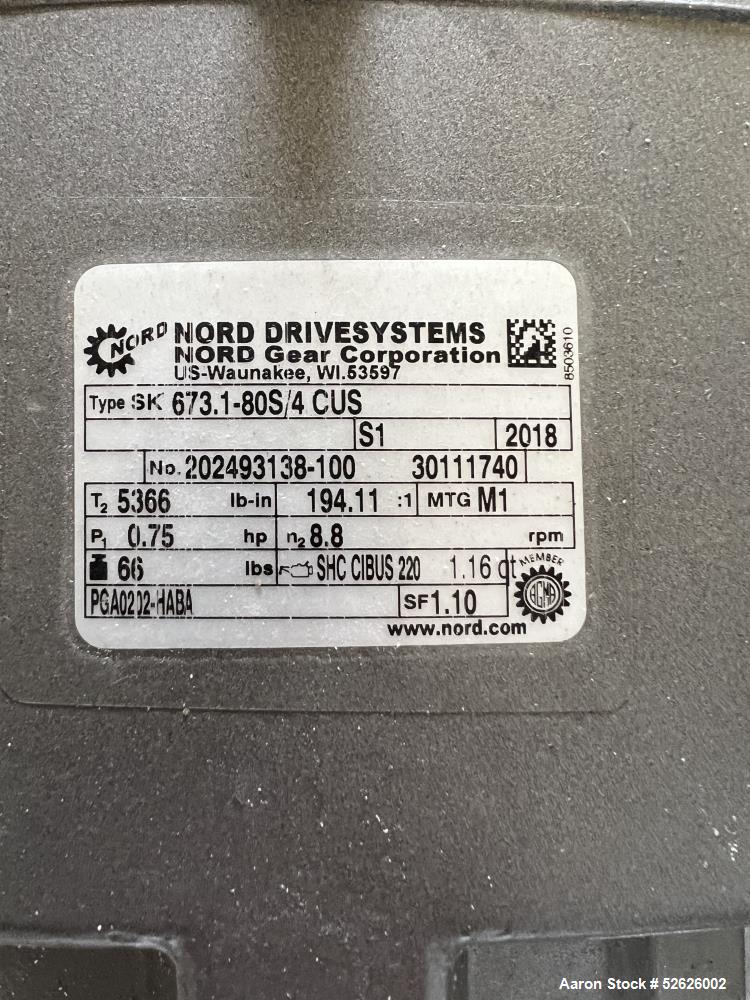 NORD
NORD DRIVESYSTEMS
NORD Gear Corporation
US-Waunakee, WI.53597
8503610
Type SK 673.1-80S/4 CUS
S1 2018
No. 202493138-100 30111740
T2 5366 lb-in 194.11 :1 MTG M1
P1 0.75 hp n2 8.8 rpm
66 lbs SHC CIBUS 220 1.16 qt
MEMBER
AGMA
PGA0202-HABA SF 1.10
www.nord.com
Aaron Stock # 52626002